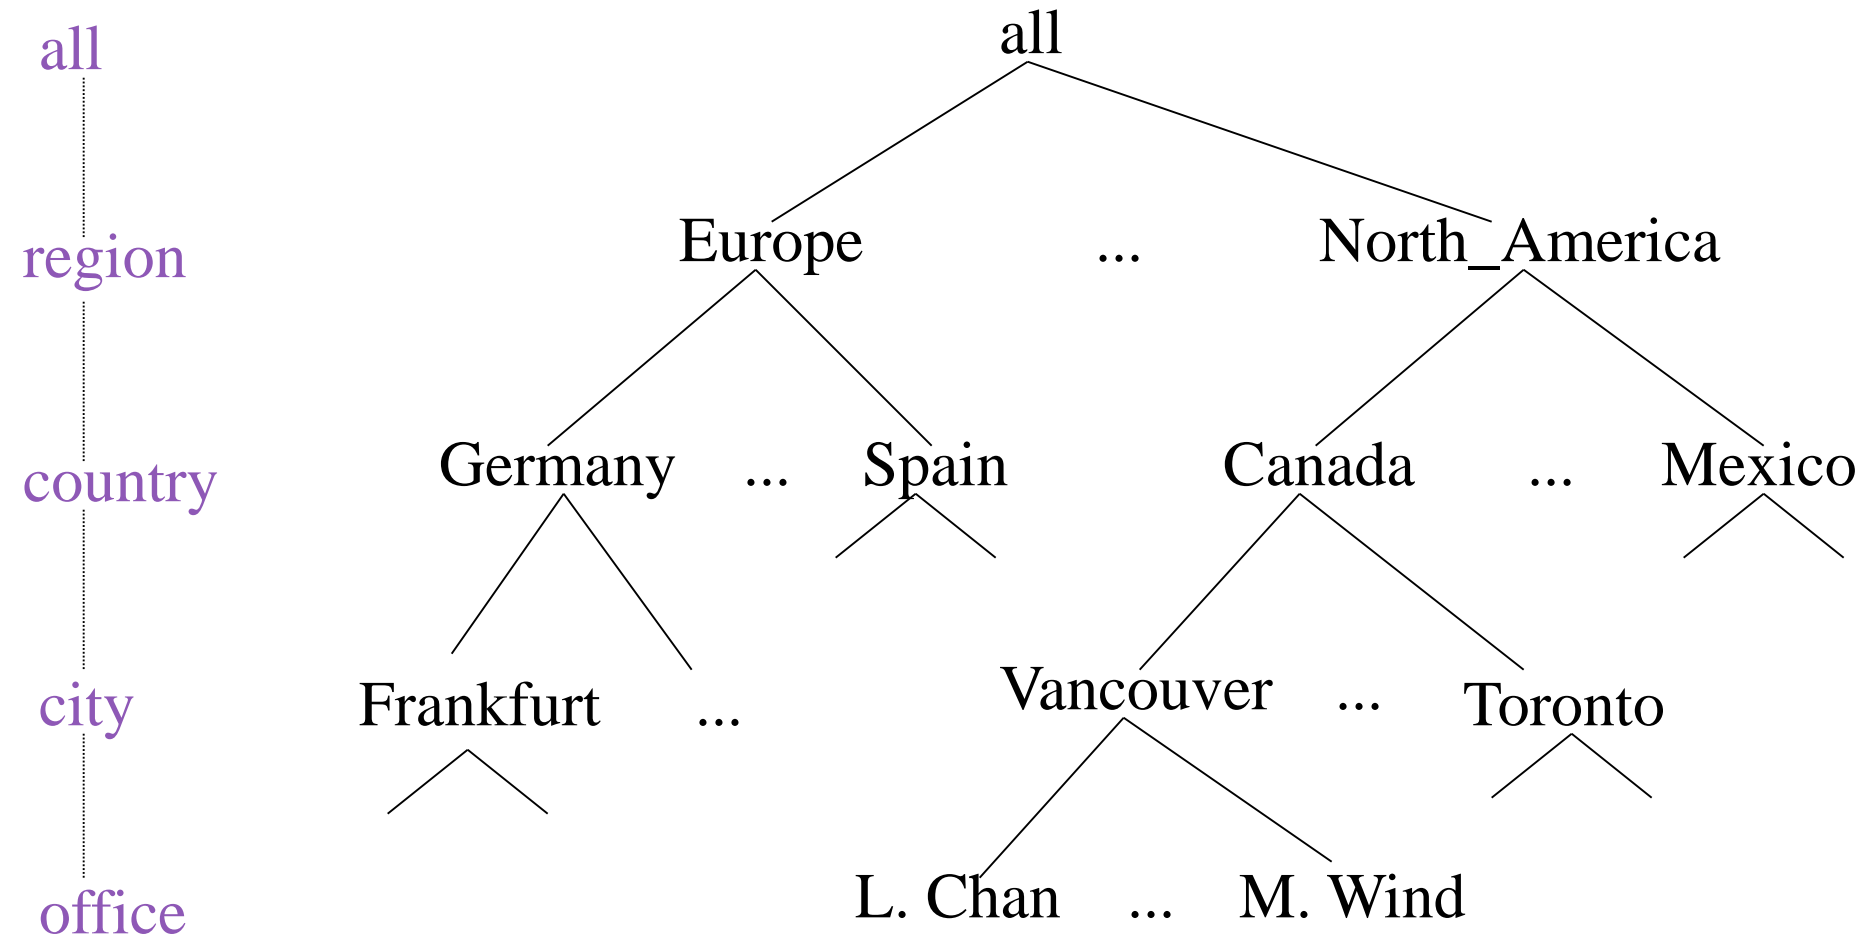 all
all
region
Europe ... North_America
country
Germany ... Spain Canada ... Mexico
city
Frankfurt ... Vancouver ... Toronto
office
L. Chan ... M. Wind